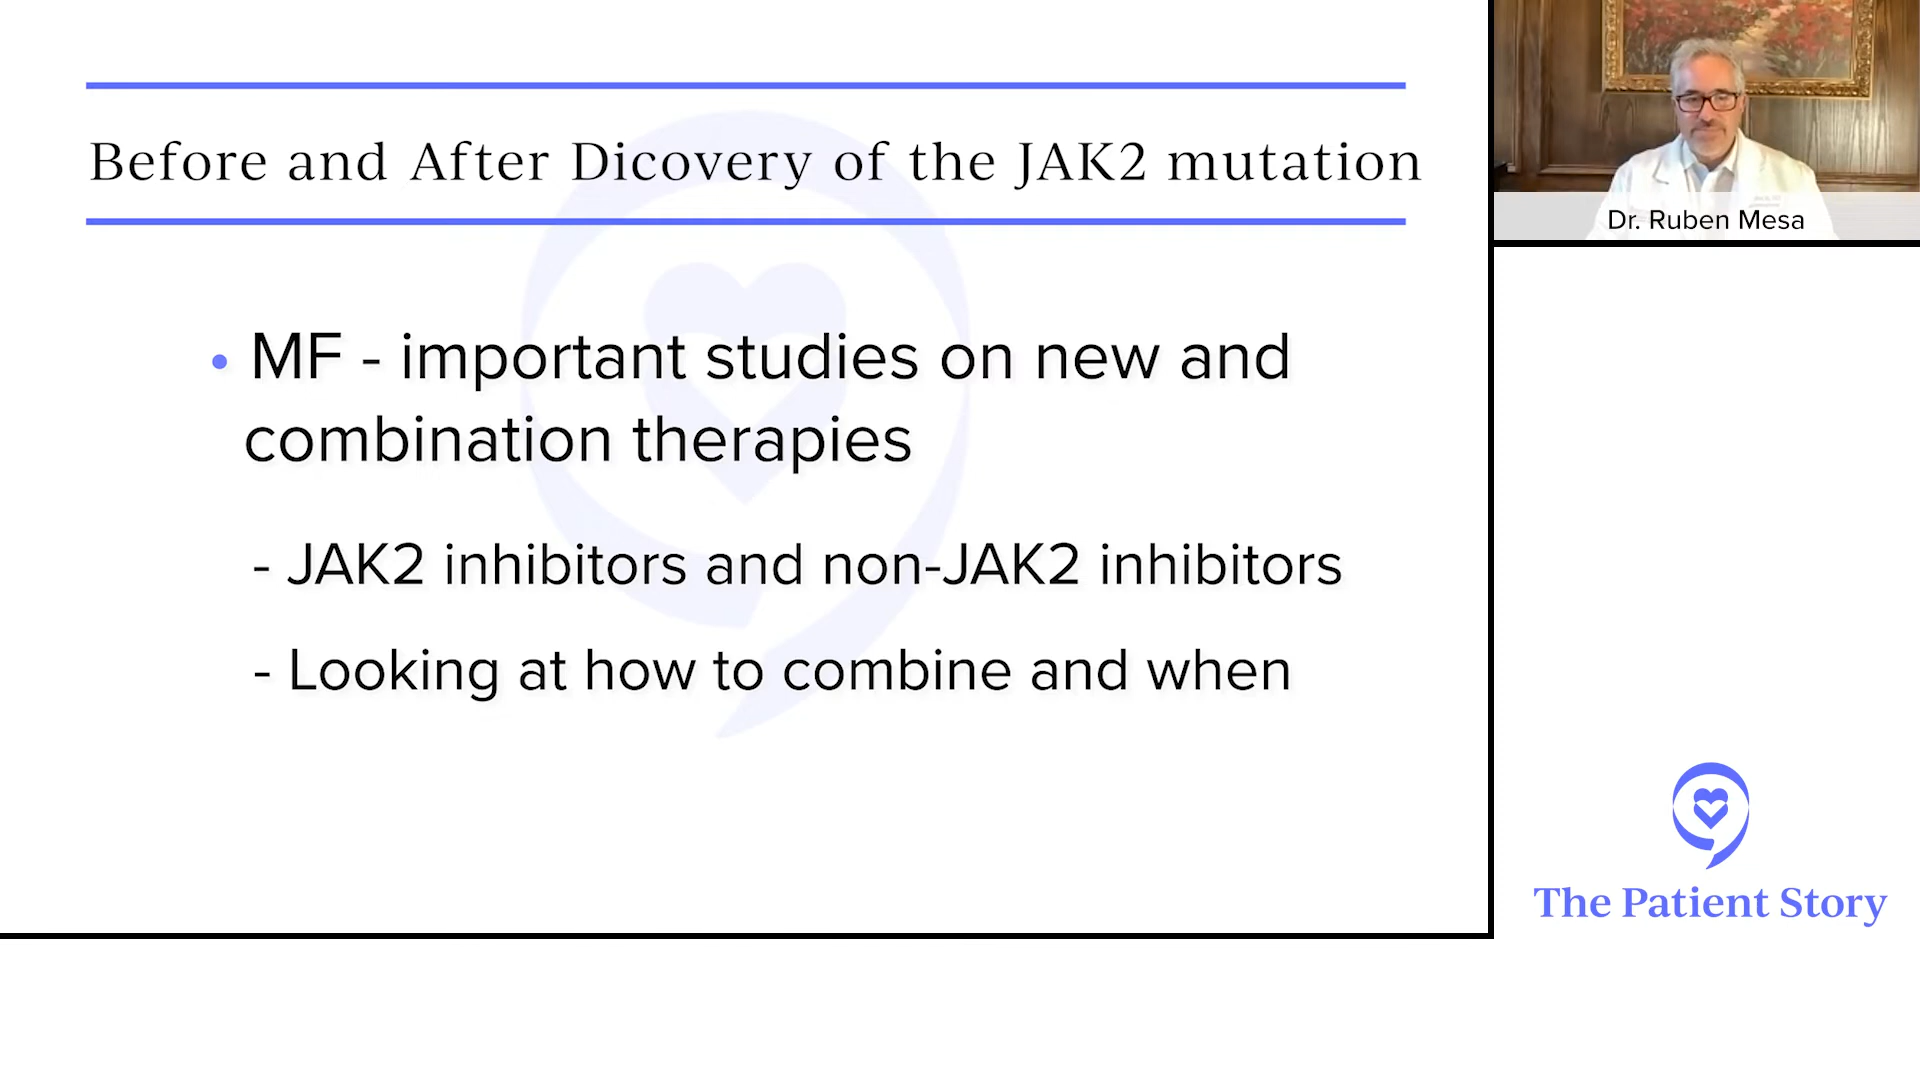 Before and After Dicovery of the JAK2 mutation
• MF - important studies on new and
combination therapies
- JAK2 inhibitors and non-JAK2 inhibitors
- Looking at how to combine and when
Dr. Ruben Mesa
The Patient Story